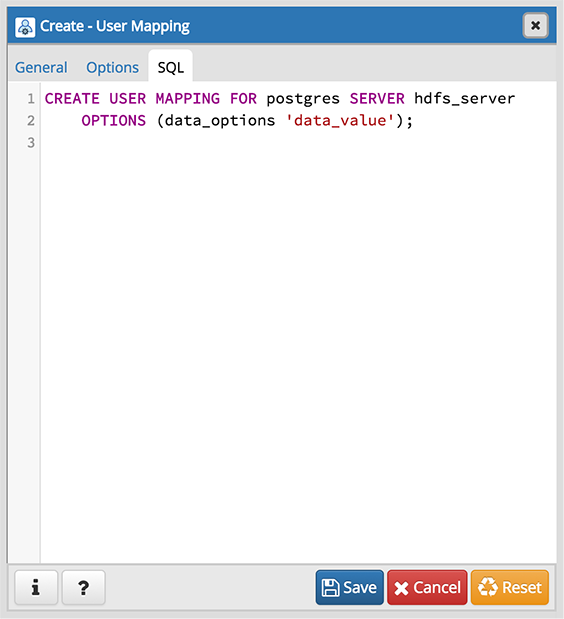 Create - User Mapping
General Options SQL
1 CREATE USER MAPPING FOR postgres SERVER hdfs_server
2     OPTIONS (data_options 'data_value');
3
i ? Save Cancel Reset